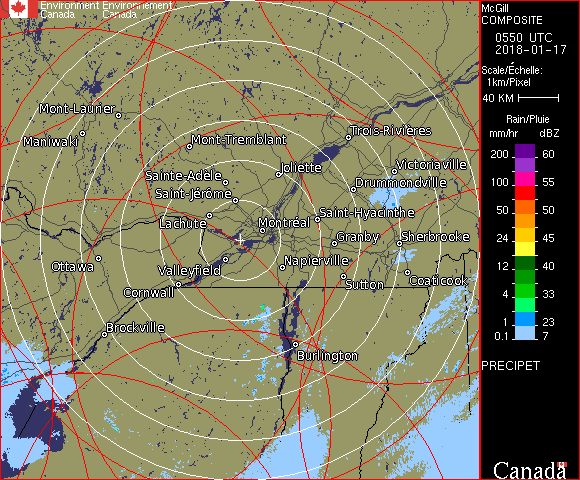 Environment Environnement
Canada Canada
McGill
COMPOSITE
0550 UTC
2018-01-17
Scale/Échelle:
1km/Pixel
40 KM
Rain/Pluie
mm/hr dBZ
200 60
100 55
50 50
24 45
12 40
4 33
1 23
0.1 7
PRECIPET
Canada
Mont-Laurier
Maniwaki
Mont-Tremblant
Trois-Rivières
Sainte-Adèle
Joliette
Victoriaville
Saint-Jérôme
Drummondville
Lachute
Montréal
Saint-Hyacinthe
Granby
Sherbrooke
Ottawa
Valleyfield
Napierville
Cornwall
Sutton
Coaticook
Brockville
Burlington